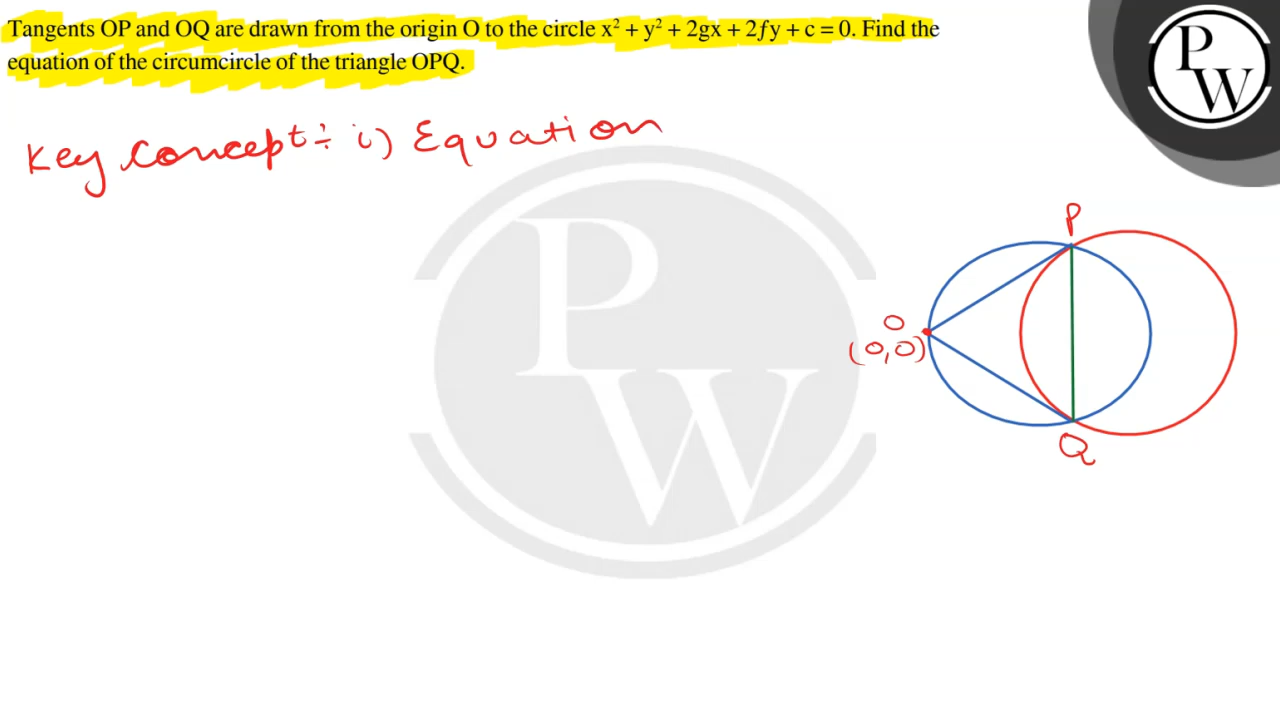 Tangents OP and OQ are drawn from the origin O to the circle x² + y² + 2gx + 2fy + c = 0. Find the
equation of the circumcircle of the triangle OPQ.
P
W
Key concept ÷ i) Equation
P
O
(0,0)
Q
P
W